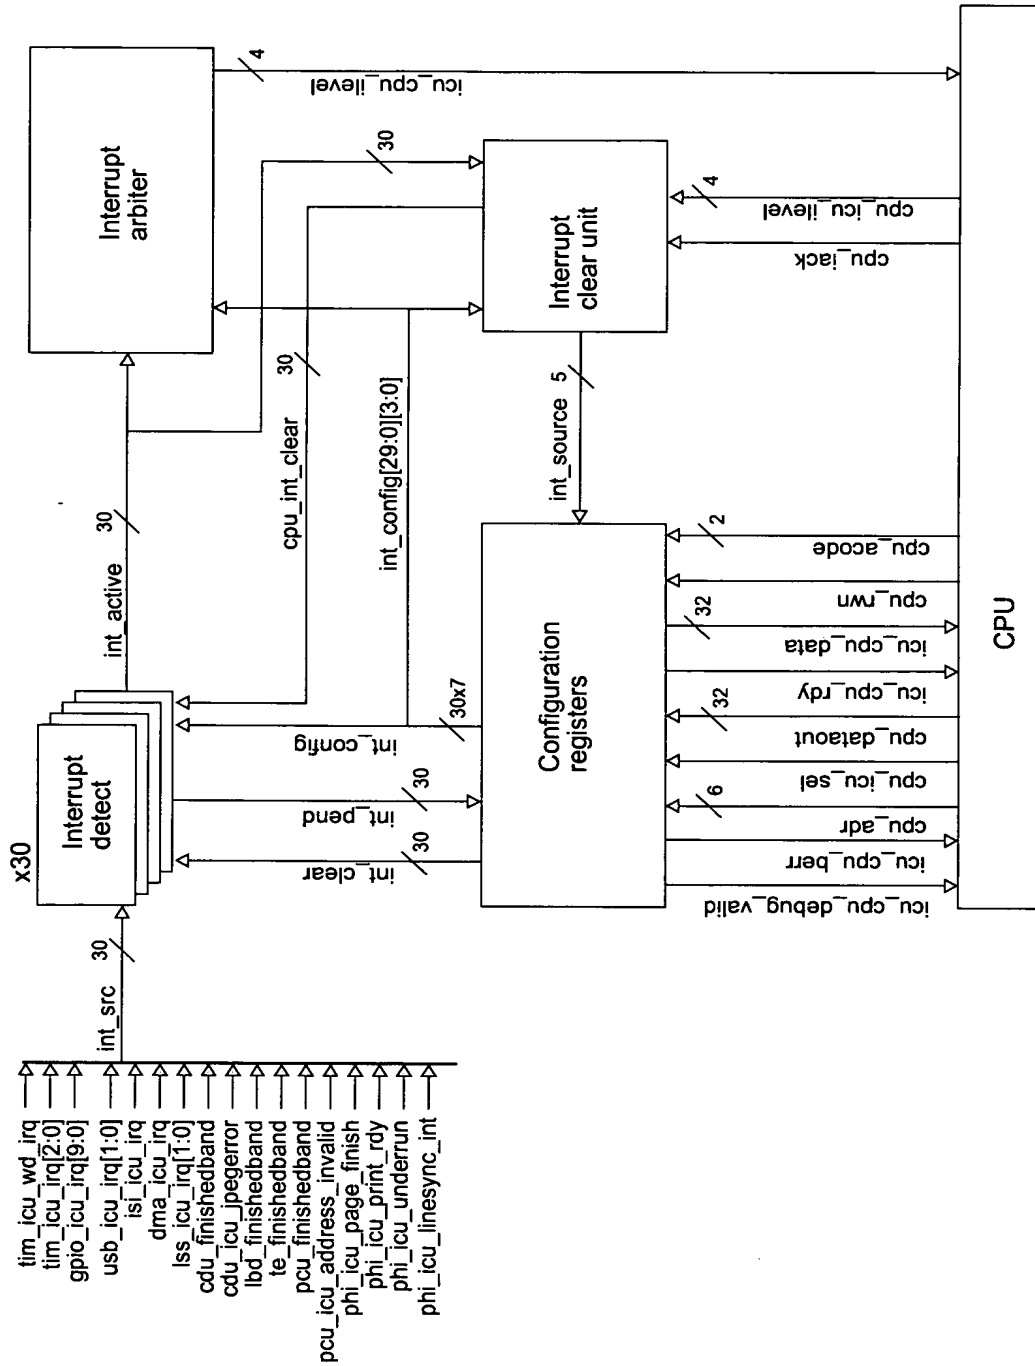 tim_icu_wd_irq
tim_icu_irq[2:0]
gpio_icu_irq[9:0]
usb_icu_irq[1:0]
isi_icu_irq
dma_icu_irq
lss_icu_irq[1:0]
cdu_finishedband
cdu_icu_jpegerror
lbd_finishedband
te_finishedband
pcu_finishedband
pcu_icu_address_invalid
phi_icu_page_finish
phi_icu_print_rdy
phi_icu_underrun
phi_icu_linesync_int
int_src
30
x30
Interrupt
detect
int_active
30
Interrupt
arbiter
4
icu_cpu_ilevel
30
cpu_int_clear
30
int_config[29:0][3:0]
Interrupt
clear unit
4
cpu_icu_ilevel
cpu_iack
int_source
5
int_clear
30
int_pend
30
int_config
30x7
Configuration
registers
icu_cpu_debug_valid
icu_cpu_berr
cpu_adr
6
cpu_icu_sel
cpu_dataout
32
icu_cpu_rdy
icu_cpu_data
32
cpu_rwn
cpu_acode
2
CPU